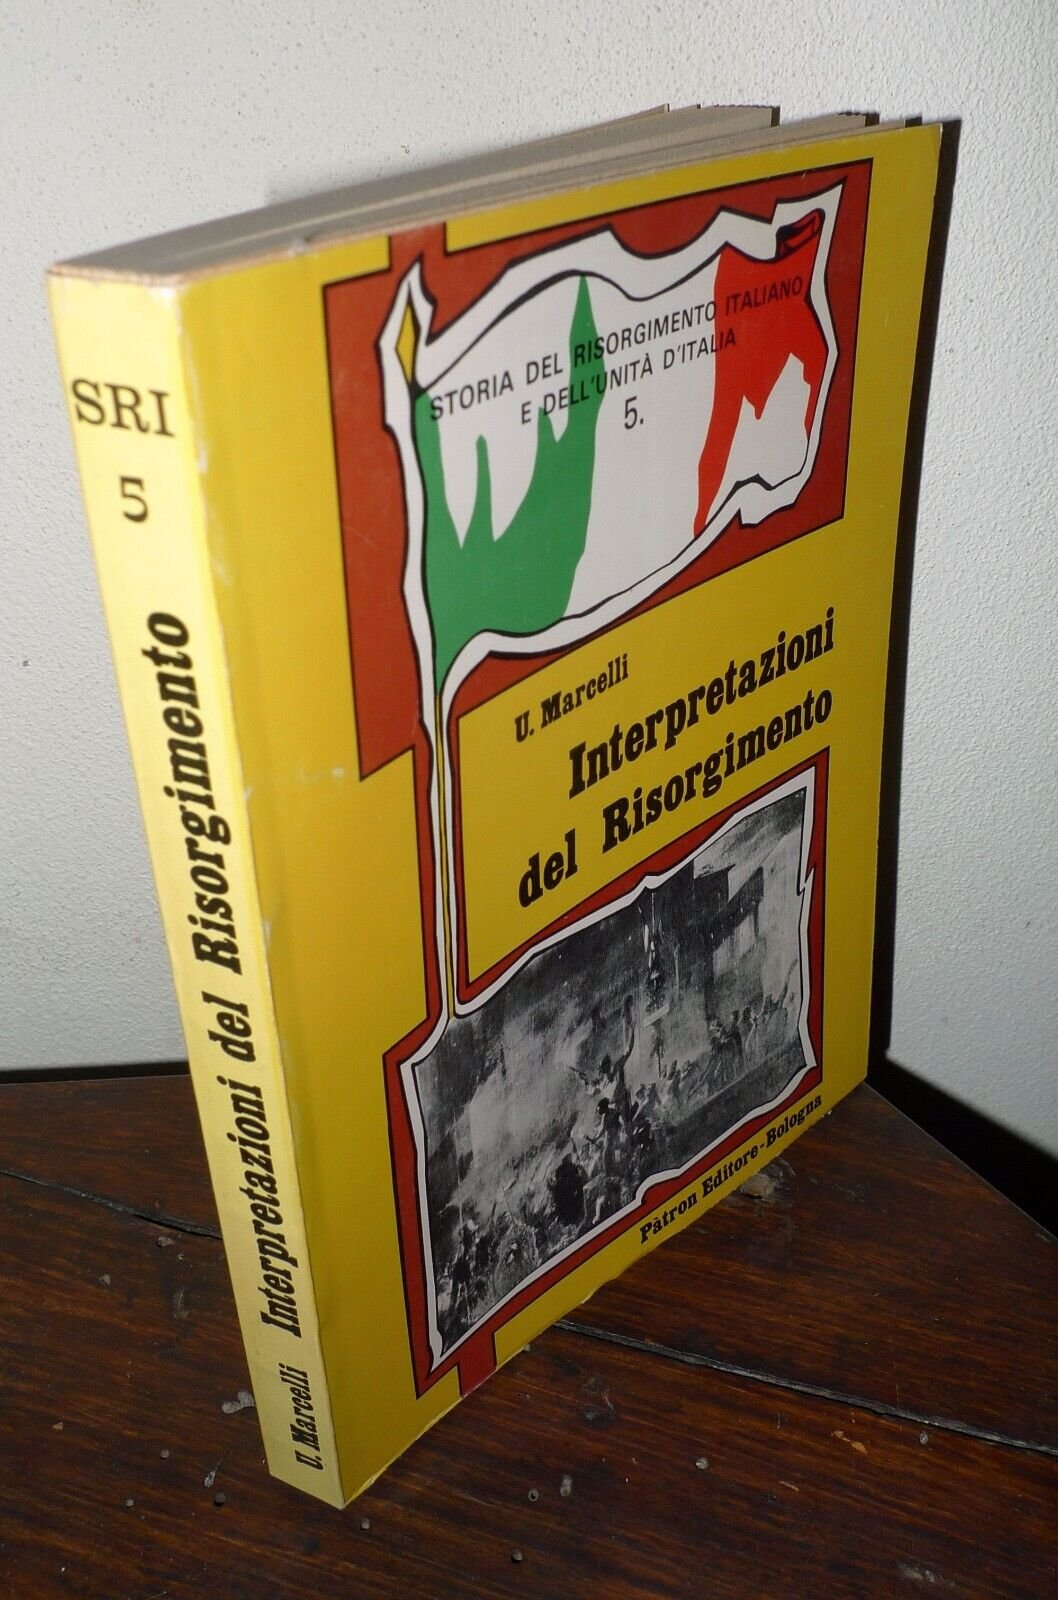 SRI
5
U. Marcelli Interpretazioni del Risorgimento
STORIA DEL RISORGIMENTO ITALIANO
E DELL'UNITÀ D'ITALIA
5.
U. Marcelli
Interpretazioni
del Risorgimento
Pàtron Editore-Bologna